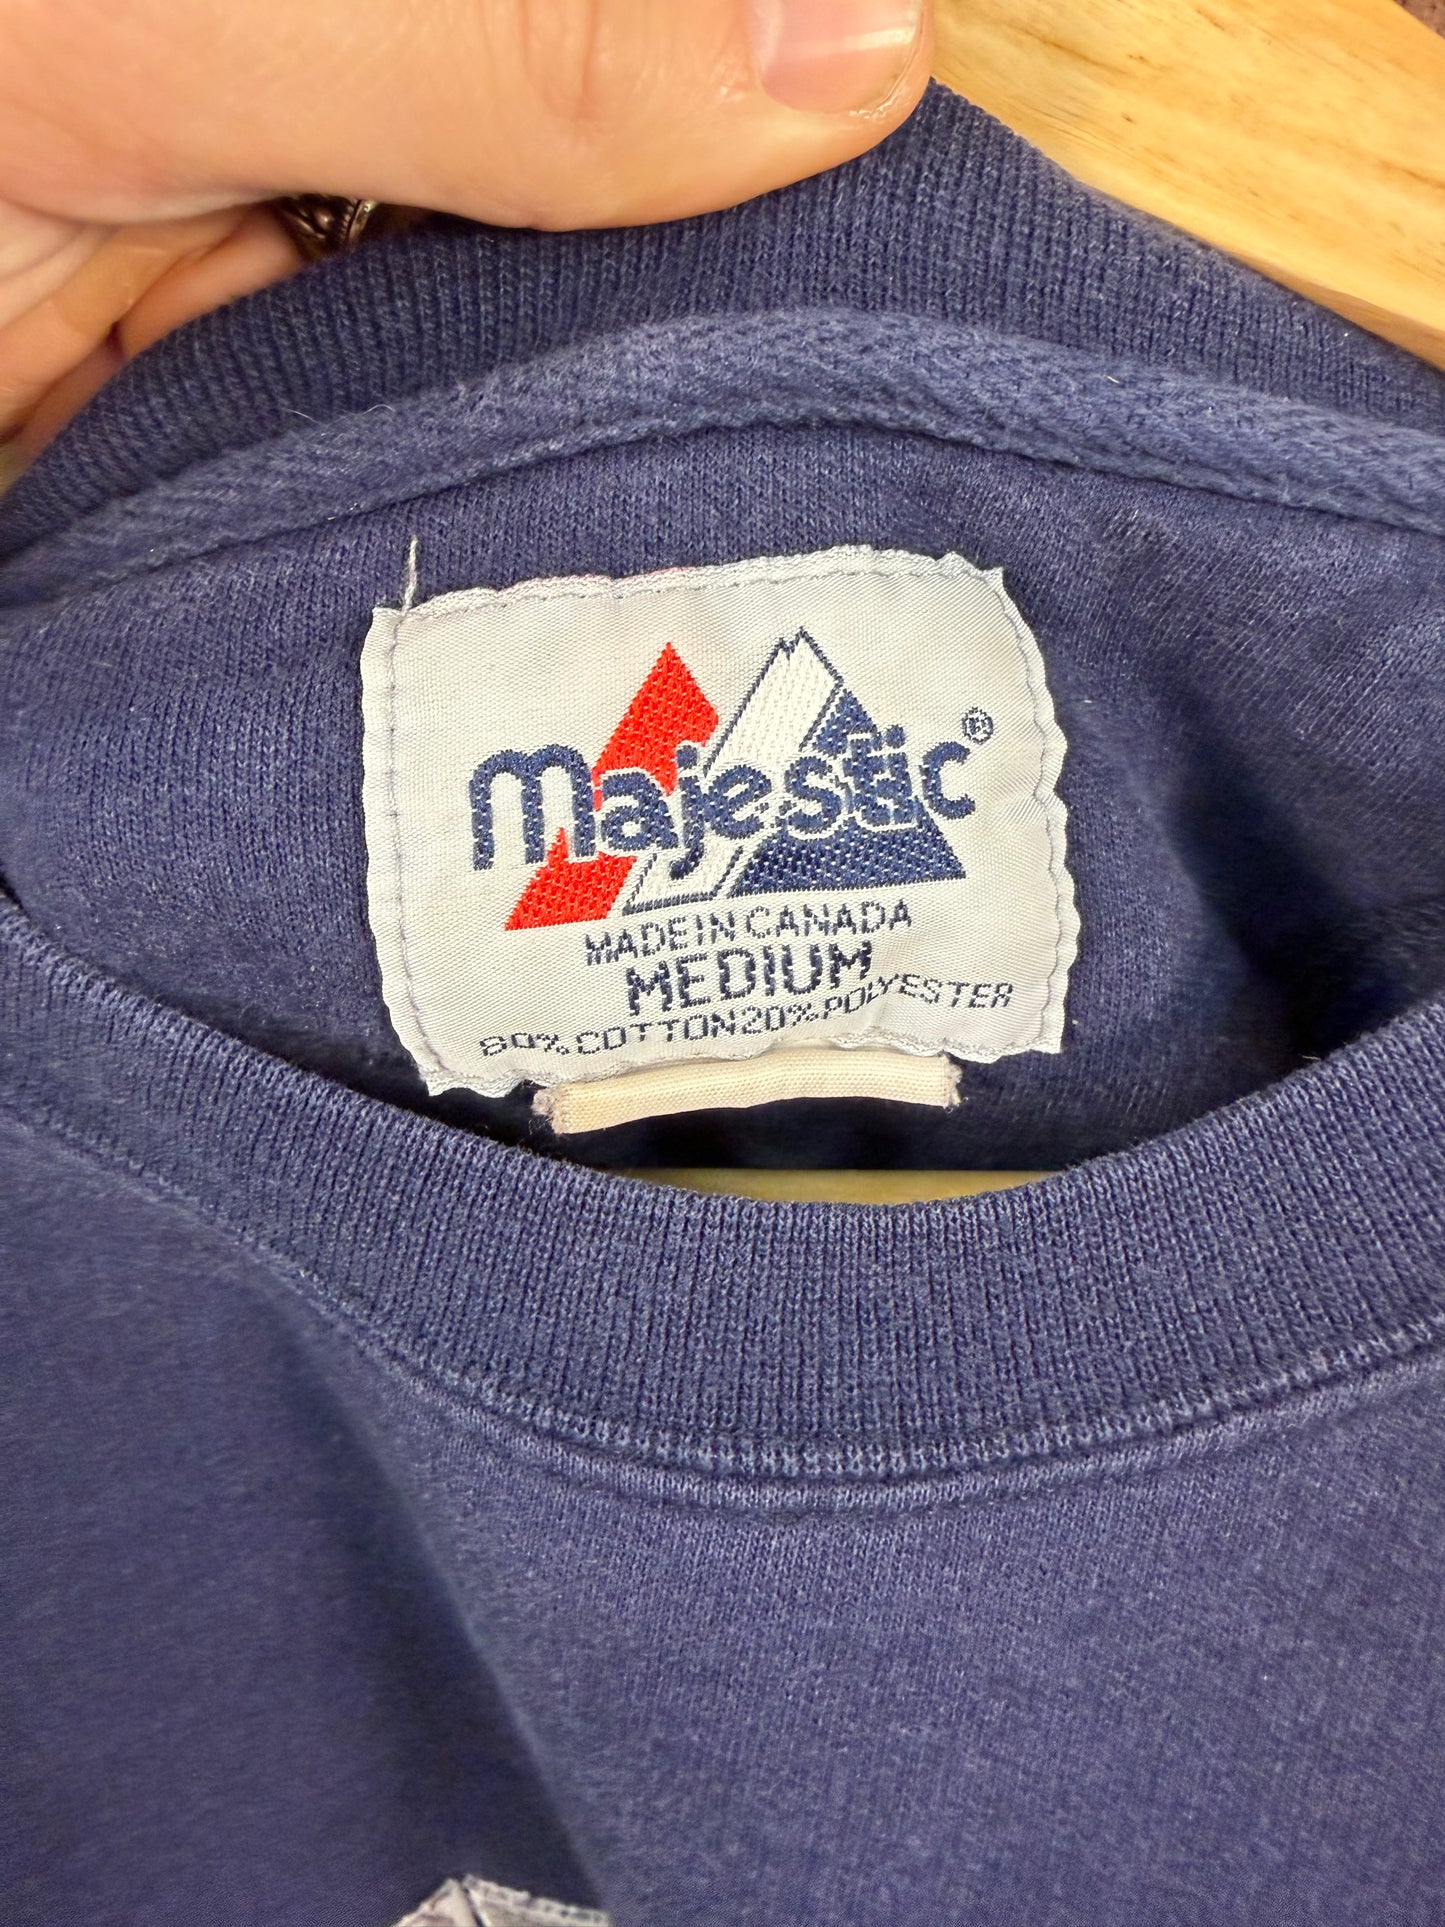 Majestic®
MADE IN CANADA
MEDIUM
80% COTTON 20% POLYESTER